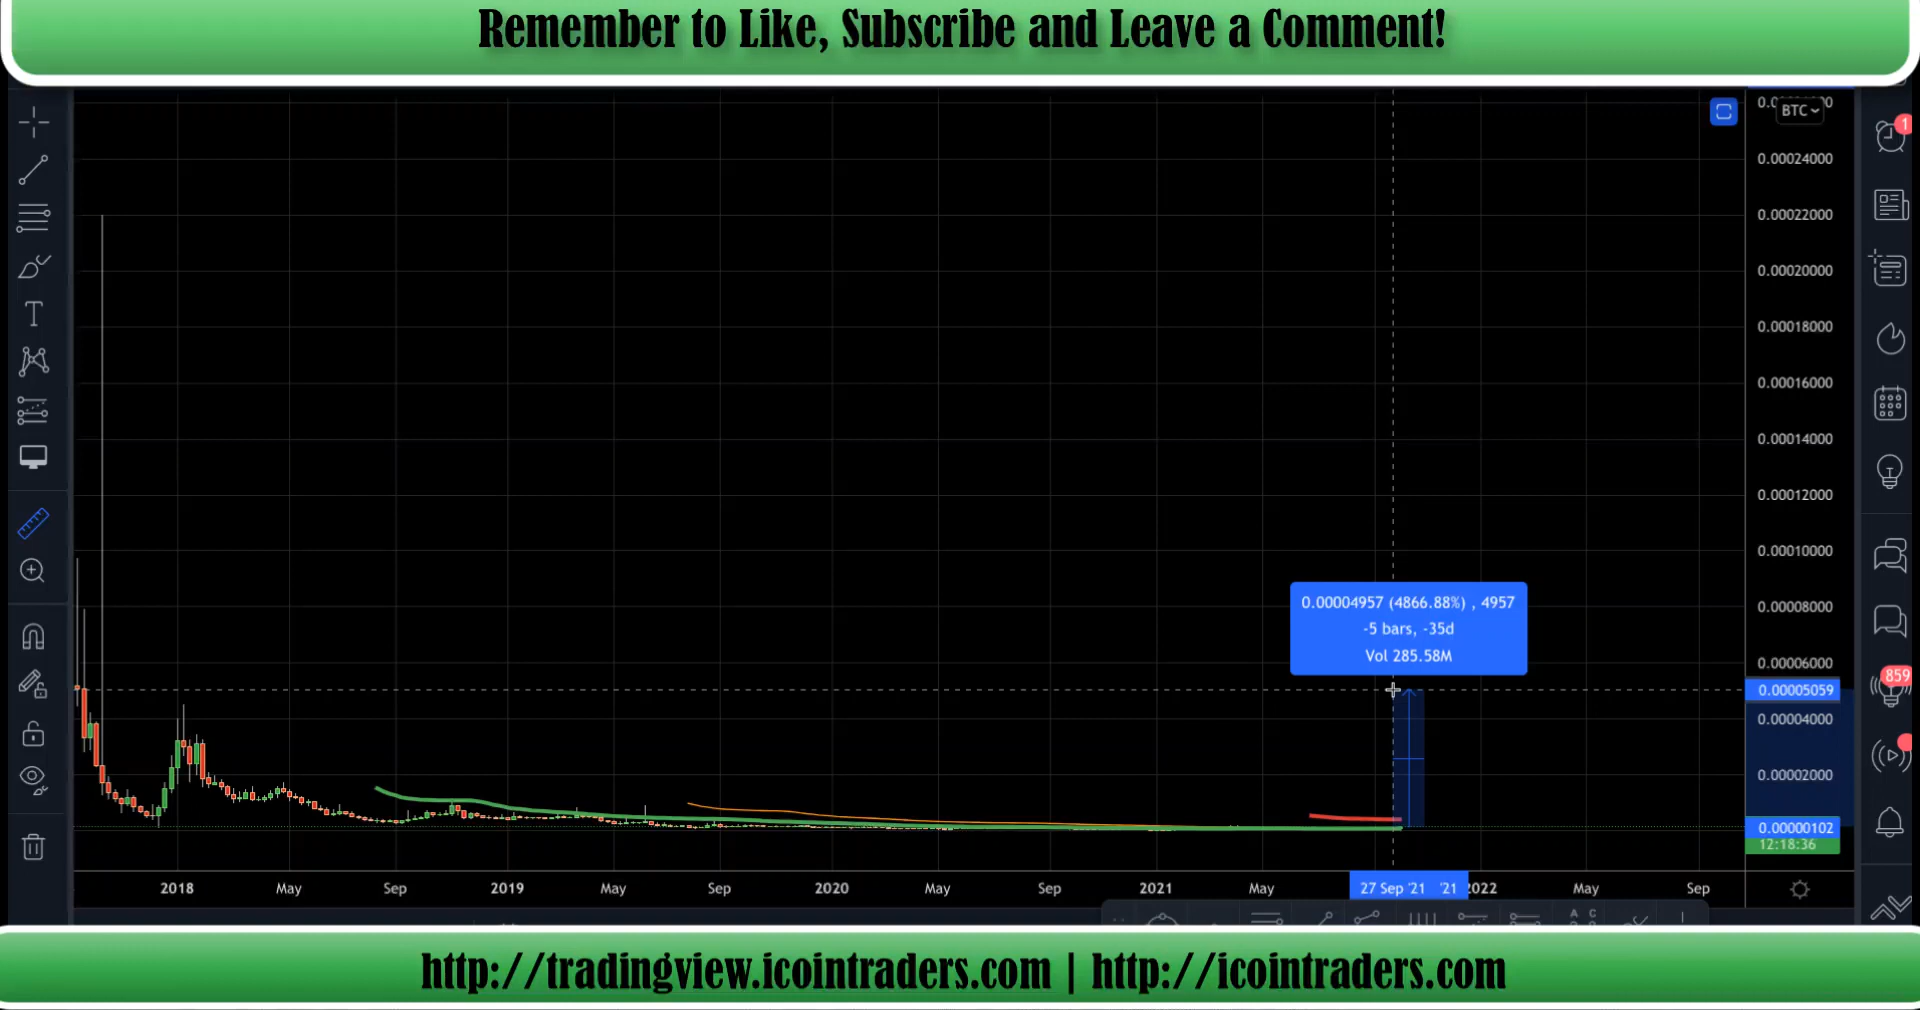 Remember to Like, Subscribe and Leave a Comment!
BTC
1
0.00024000
0.00022000
0.00020000
0.00018000
0.00016000
0.00014000
0.00012000
0.00010000
0.00008000
0.00004957 (4866.88%) , 4957
-5 bars, -35d
Vol 285.58M
0.00006000
859
0.00005059
0.00004000
0.00002000
0.00000102
12:18:36
2018 May Sep 2019 May Sep 2020 May Sep 2021 May 27 Sep '21 '21 2022 May Sep
A C
http://tradingview.icointraders.com | http://icointraders.com